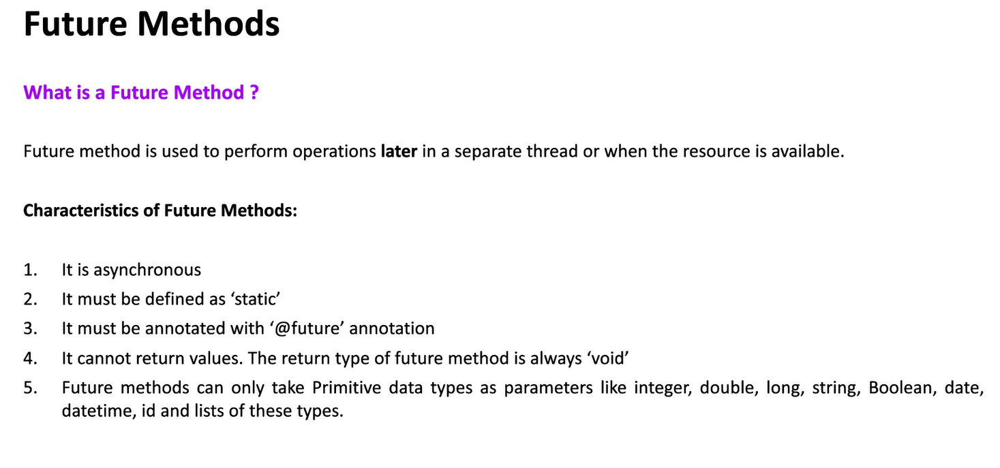 Future Methods
What is a Future Method ?
Future method is used to perform operations later in a separate thread or when the resource is available.
Characteristics of Future Methods:
1. It is asynchronous
2. It must be defined as ‘static’
3. It must be annotated with ‘@future’ annotation
4. It cannot return values. The return type of future method is always ‘void’
5. Future methods can only take Primitive data types as parameters like integer, double, long, string, Boolean, date,
datetime, id and lists of these types.